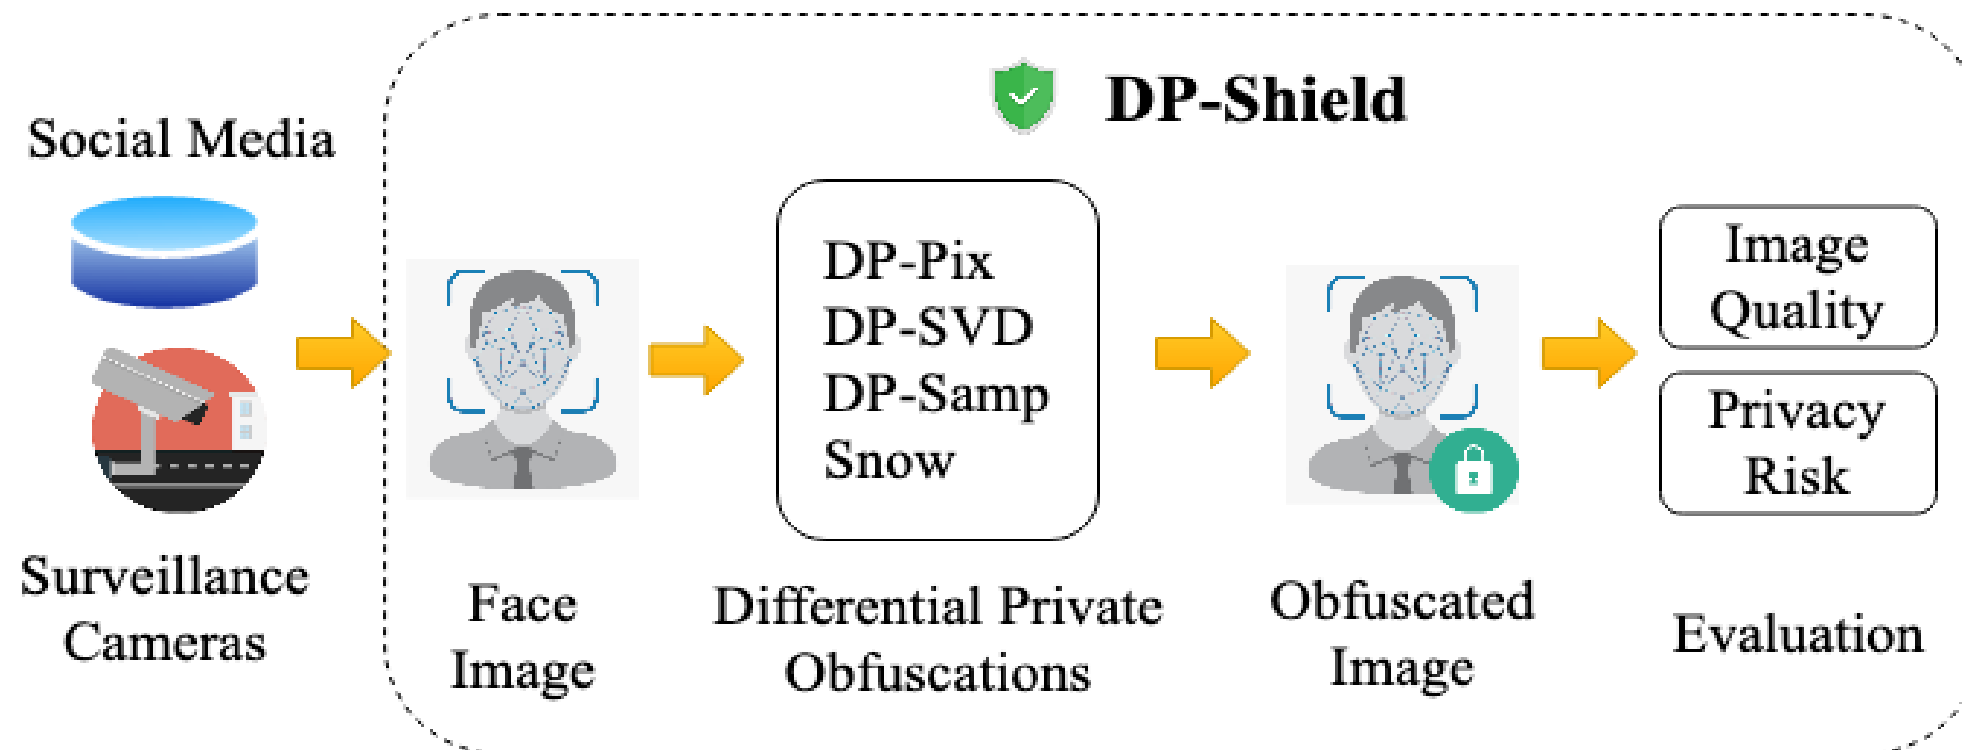 DP-Shield
Social Media
Surveillance
Cameras
Face
Image
DP-Pix
DP-SVD
DP-Samp
Snow
Differential Private
Obfuscations
Obfuscated
Image
Image
Quality
Privacy
Risk
Evaluation